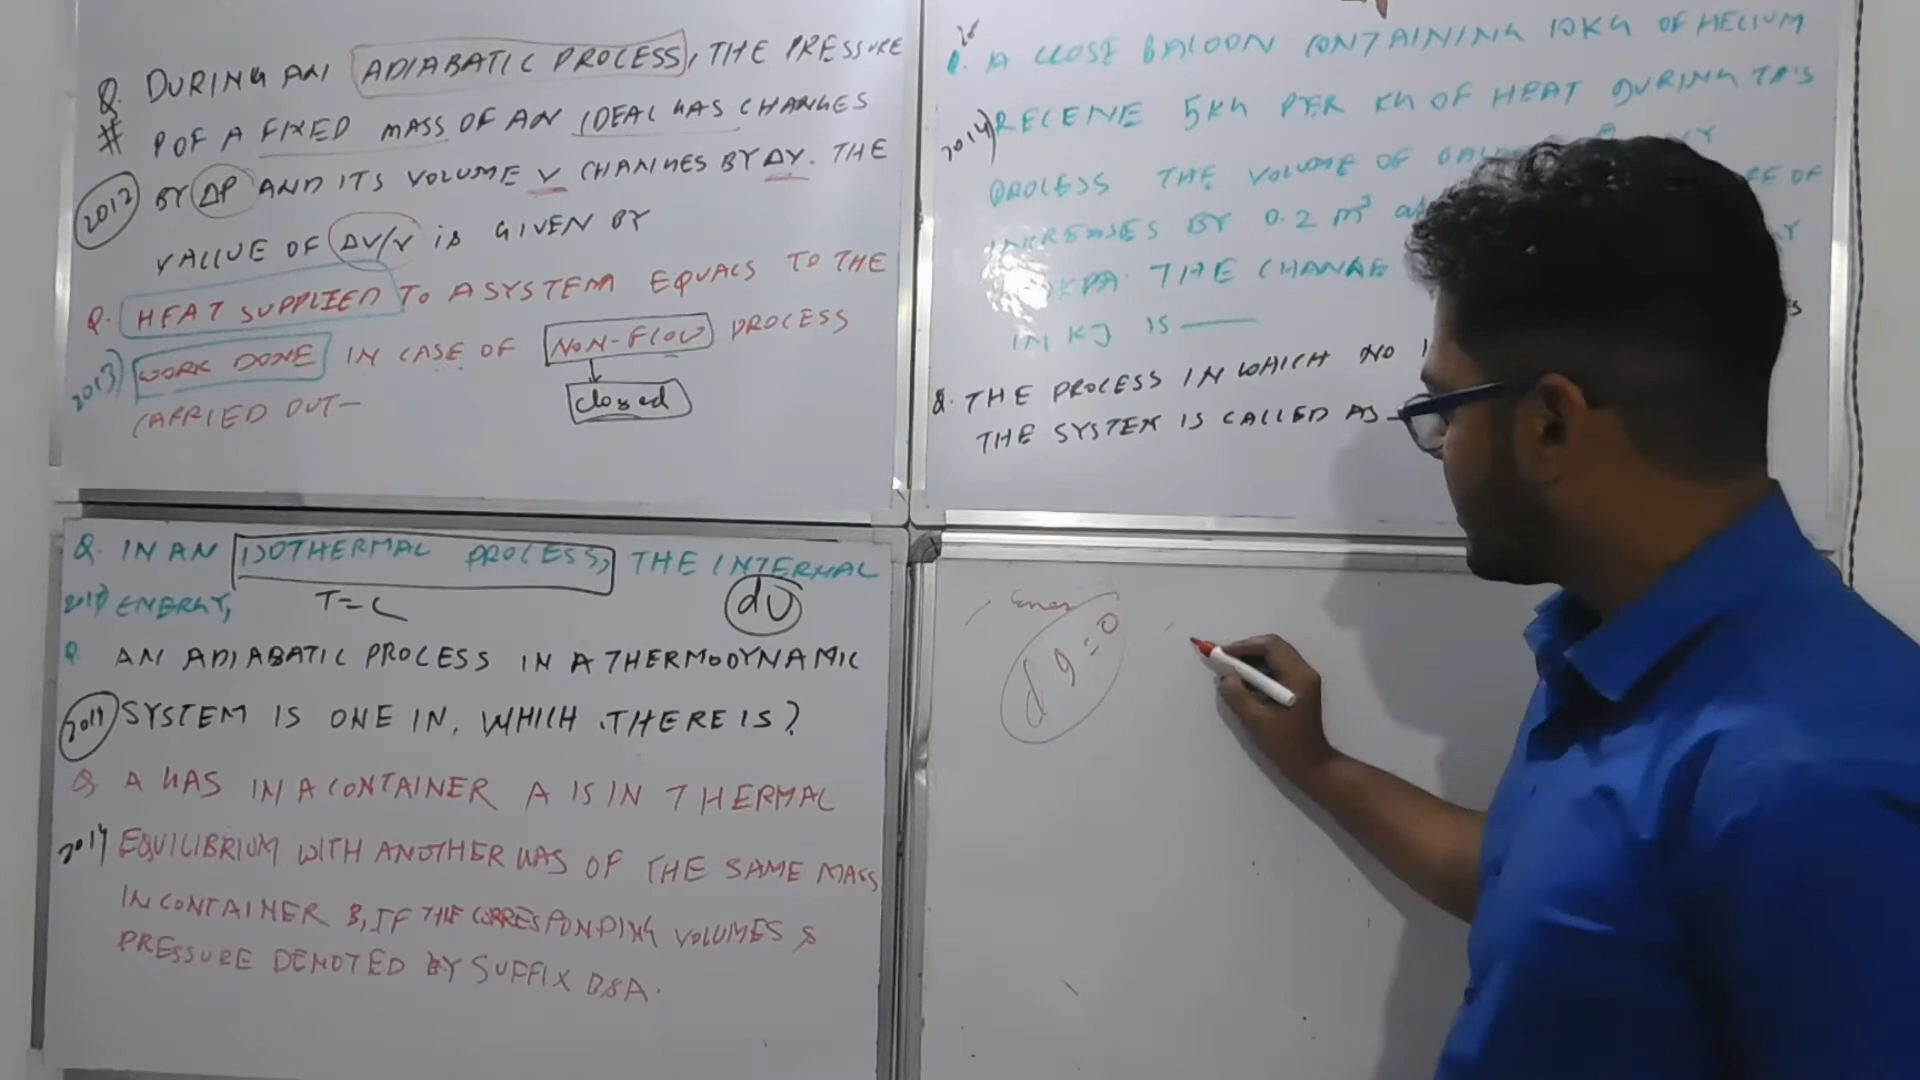 Q. DURING AN ADIABATIC PROCESS, THE PRESSURE
# P OF A FIXED MASS OF AN IDEAL GAS CHANGES
2012 BY ΔP AND ITS VOLUME V CHANGES BY ΔV. THE
VALUE OF ΔV/V is GIVEN BY
Q. HEAT SUPPLIED TO A SYSTEM EQUALS TO THE
2013) WORK DONE IN CASE OF NON-FLOW PROCESS
CARRIED OUT-
closed
Q. A CLOSE BALOON CONTAINING 10KG OF HELIUM
2014) RECEIVE 5KG PER KG OF HEAT DURING
PROCESS THE VOLUME OF
INCREASES BY 0.2 m³ OF
KPA. THE CHANGE
IN KJ IS —
Q. THE PROCESS IN WHICH NO
THE SYSTEM IS CALLED AS-
Q. IN AN ISOTHERMAL PROCESS, THE INTERNAL
ENERGY, T=C dU
Q. AN ADIABATIC PROCESS IN A THERMODYNAMIC
SYSTEM IS ONE IN, WHICH THERE IS?
Q A GAS IN A CONTAINER A IS IN THERMAL
2014 EQUILIBRIUM WITH ANOTHER GAS OF THE SAME MASS
IN CONTAINER B, IF THE CORRESPONDING VOLUMES &
PRESSURE DENOTED BY SUFFIX B&A.
dq=0